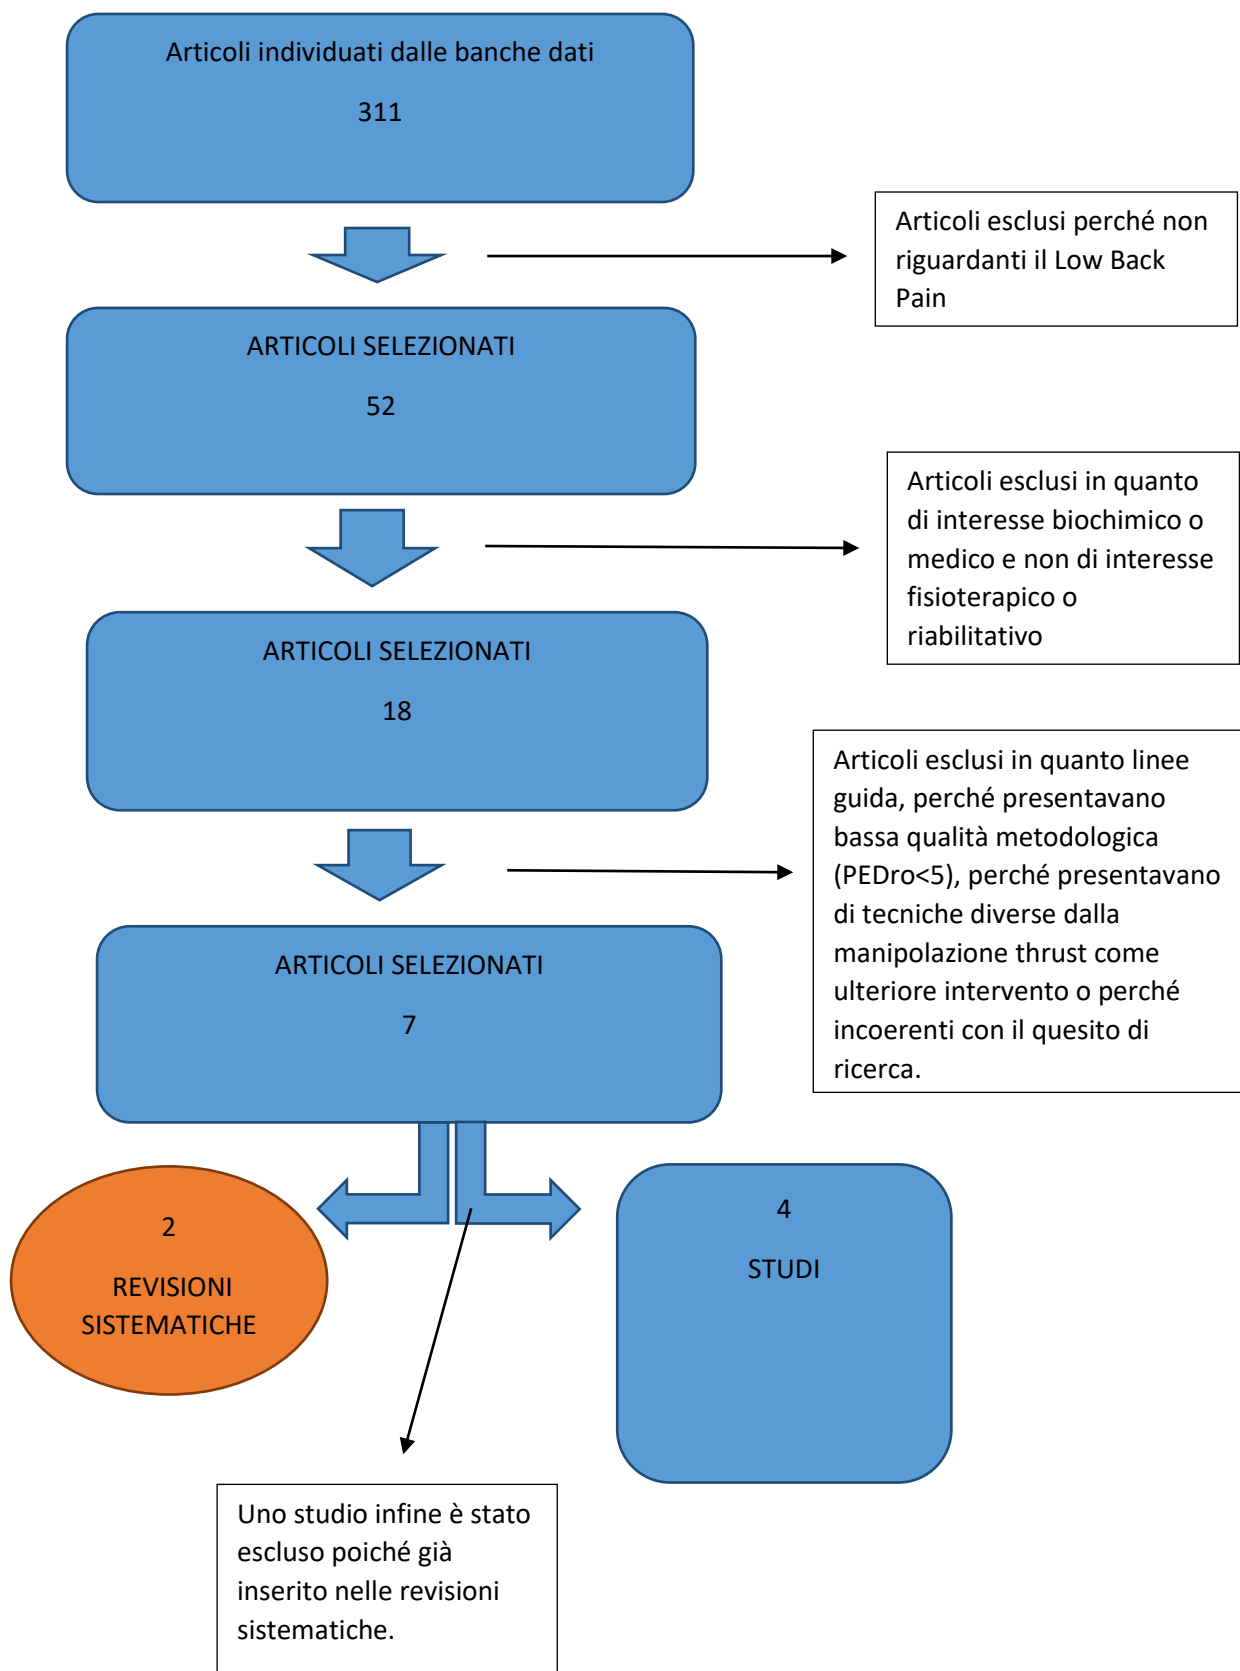 Articoli individuati dalle banche dati
311
Articoli esclusi perché non
riguardanti il Low Back
Pain
ARTICOLI SELEZIONATI
52
Articoli esclusi in quanto
di interesse biochimico o
medico e non di interesse
fisioterapico o
riabilitativo
ARTICOLI SELEZIONATI
18
Articoli esclusi in quanto linee
guida, perché presentavano
bassa qualità metodologica
(PEDro<5), perché presentavano
di tecniche diverse dalla
manipolazione thrust come
ulteriore intervento o perché
incoerenti con il quesito di
ricerca.
ARTICOLI SELEZIONATI
7
2
REVISIONI
SISTEMATICHE
4
STUDI
Uno studio infine è stato
escluso poiché già
inserito nelle revisioni
sistematiche.